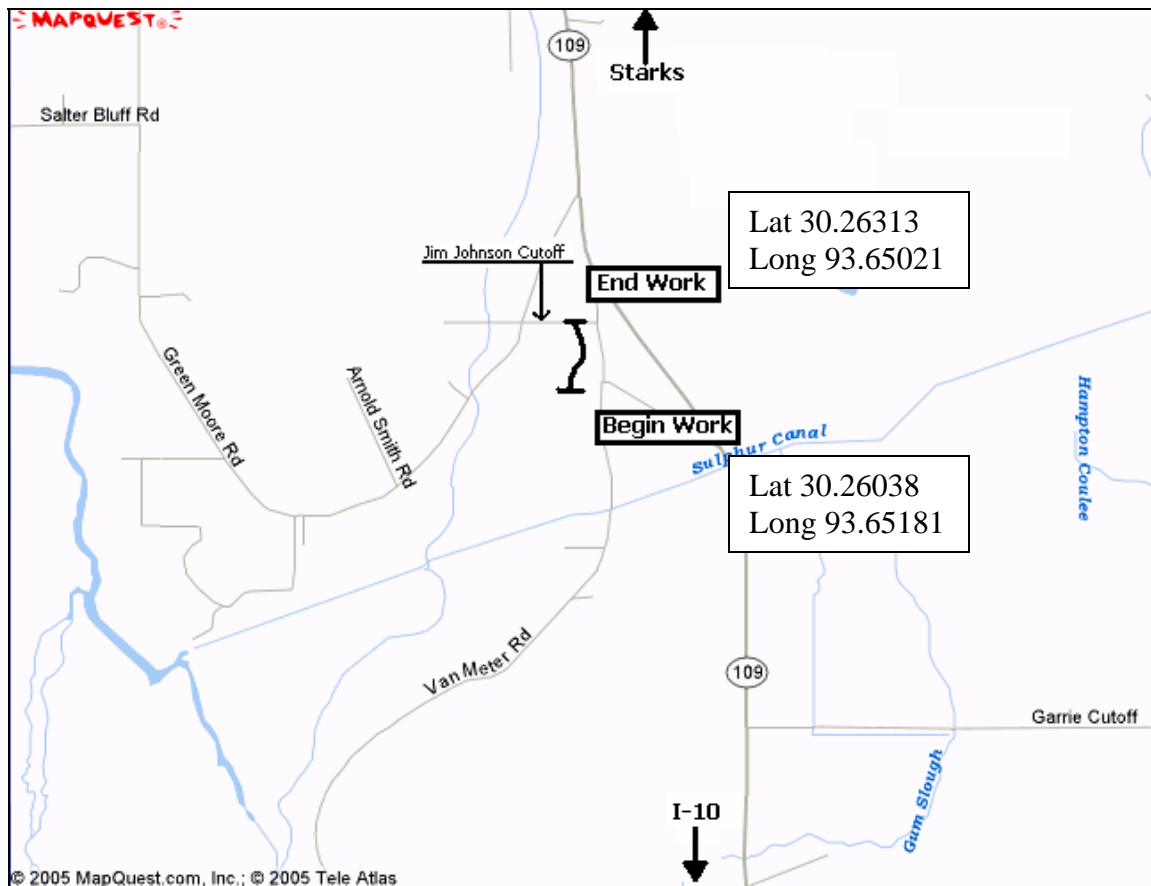 MAPQUEST®
109
Starks
Salter Bluff Rd
Lat 30.26313
Long 93.65021
Jim Johnson Cutoff
End Work
Green Moore Rd
Arnold Smith Rd
Hampton Coulee
Begin Work
Sulphur Canal
Lat 30.26038
Long 93.65181
Van Meter Rd
109
Garrie Cutoff
Gum Slough
I-10
© 2005 MapQuest.com, Inc.; © 2005 Tele Atlas